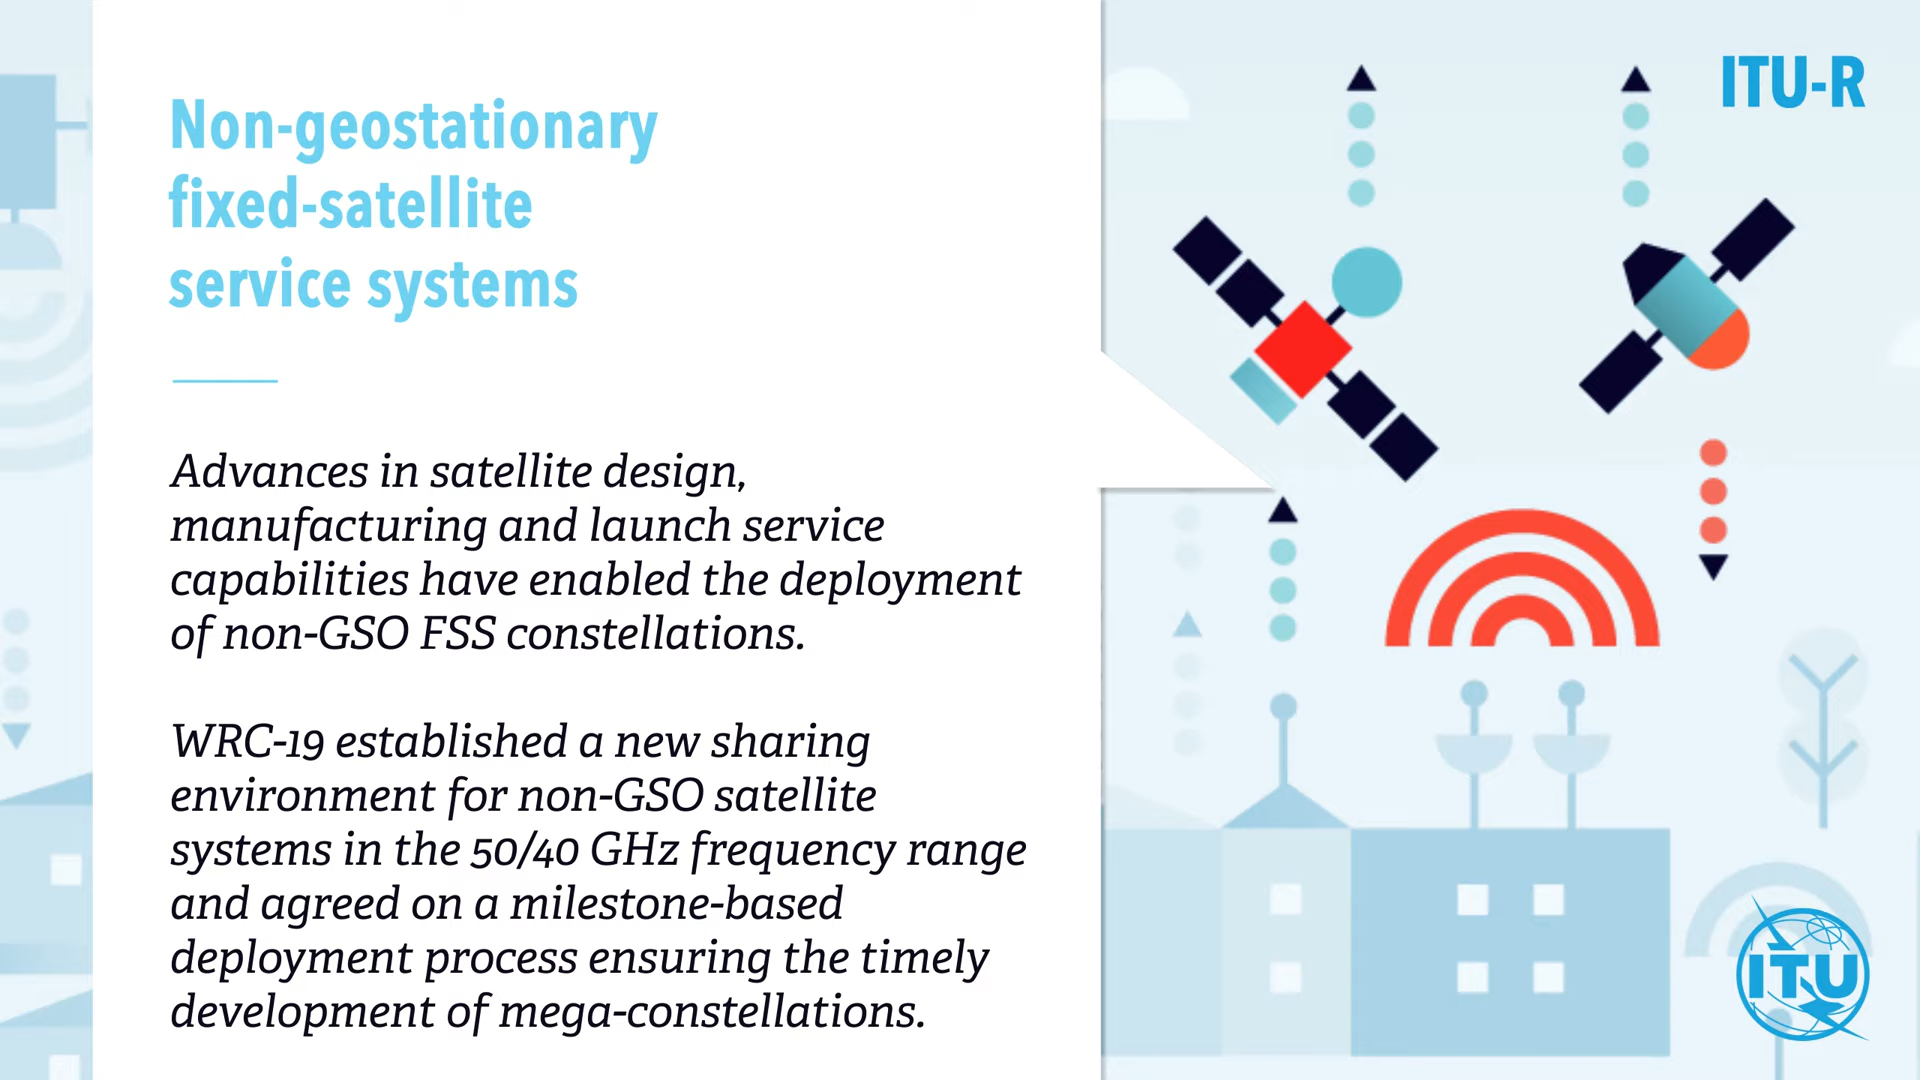 Non-geostationary
fixed-satellite
service systems
Advances in satellite design,
manufacturing and launch service
capabilities have enabled the deployment
of non-GSO FSS constellations.
WRC-19 established a new sharing
environment for non-GSO satellite
systems in the 50/40 GHz frequency range
and agreed on a milestone-based
deployment process ensuring the timely
development of mega-constellations.
ITU-R
ITU